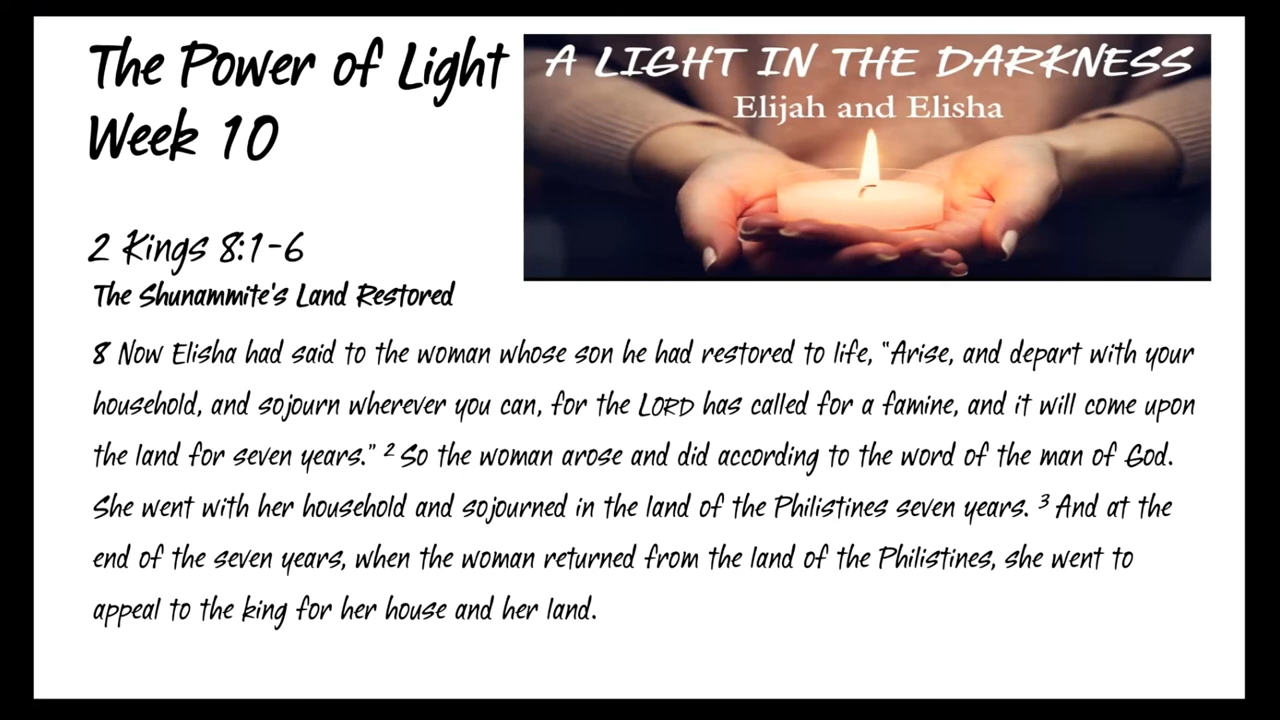 The Power of Light
Week 10
A LIGHT IN THE DARKNESS
Elijah and Elisha
2 Kings 8:1-6
The Shunammite's Land Restored
8 Now Elisha had said to the woman whose son he had restored to life, "Arise, and depart with your
household, and sojourn wherever you can, for the LORD has called for a famine, and it will come upon
the land for seven years." ² So the woman arose and did according to the word of the man of God.
She went with her household and sojourned in the land of the Philistines seven years. ³ And at the
end of the seven years, when the woman returned from the land of the Philistines, she went to
appeal to the king for her house and her land.